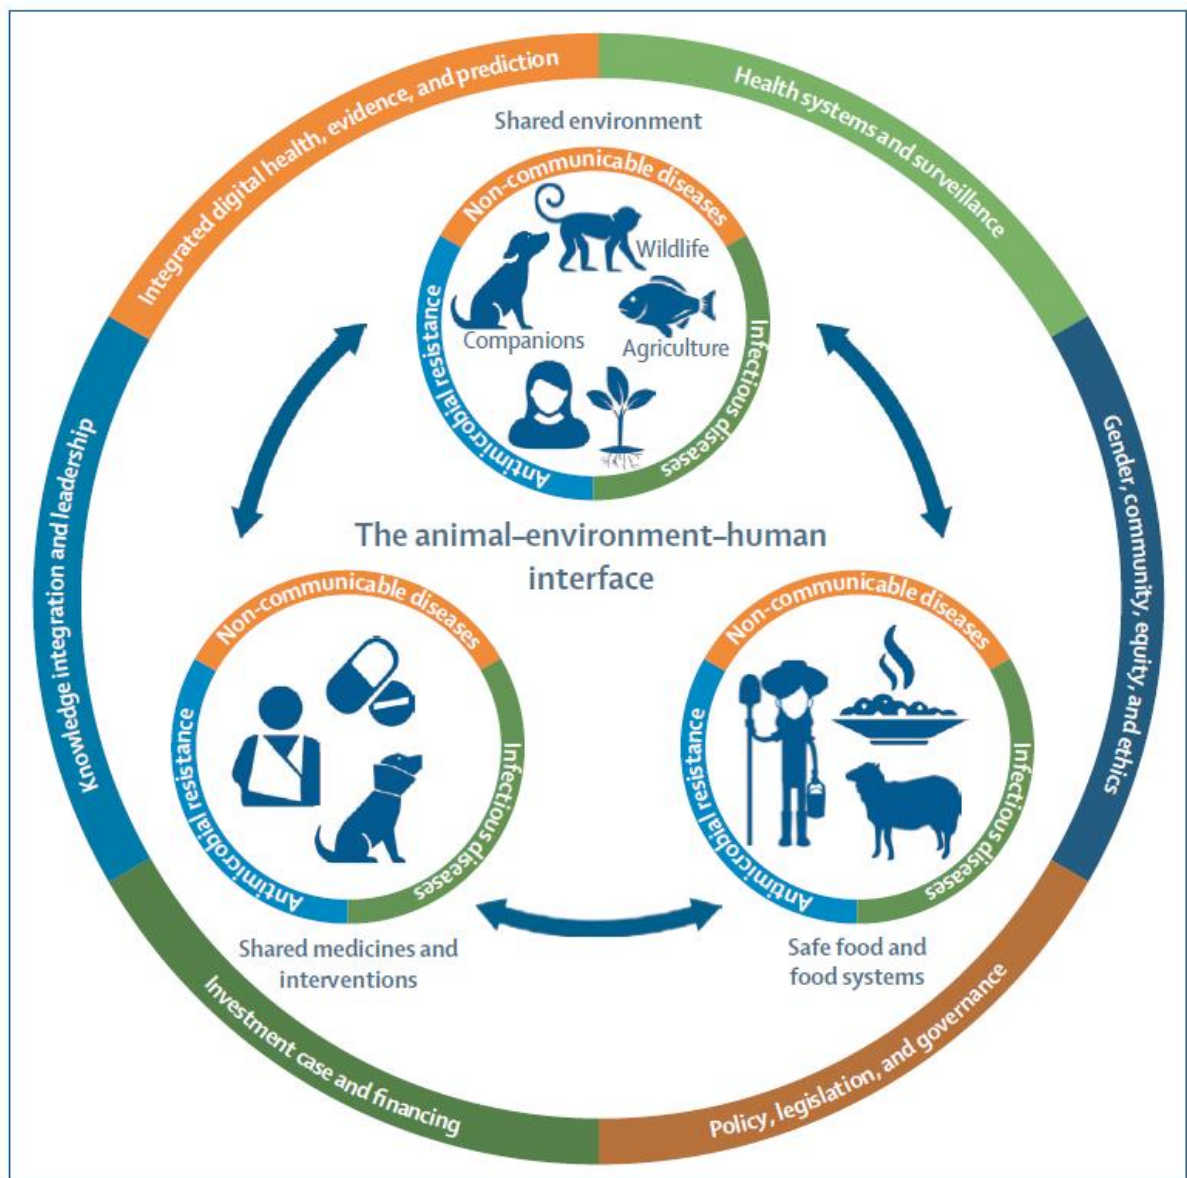 Integrated digital health, evidence, and prediction
Health systems and surveillance
Shared environment
Non-communicable diseases
Wildlife
Companions
Agriculture
Antimicrobial resistance
Infectious diseases
The animal–environment–human
interface
Knowledge integration and leadership
Gender, community, equity, and ethics
Non-communicable diseases
Antimicrobial resistance
Infectious diseases
Shared medicines and
interventions
Non-communicable diseases
Antimicrobial resistance
Infectious diseases
Safe food and
food systems
Investment case and financing
Policy, legislation, and governance